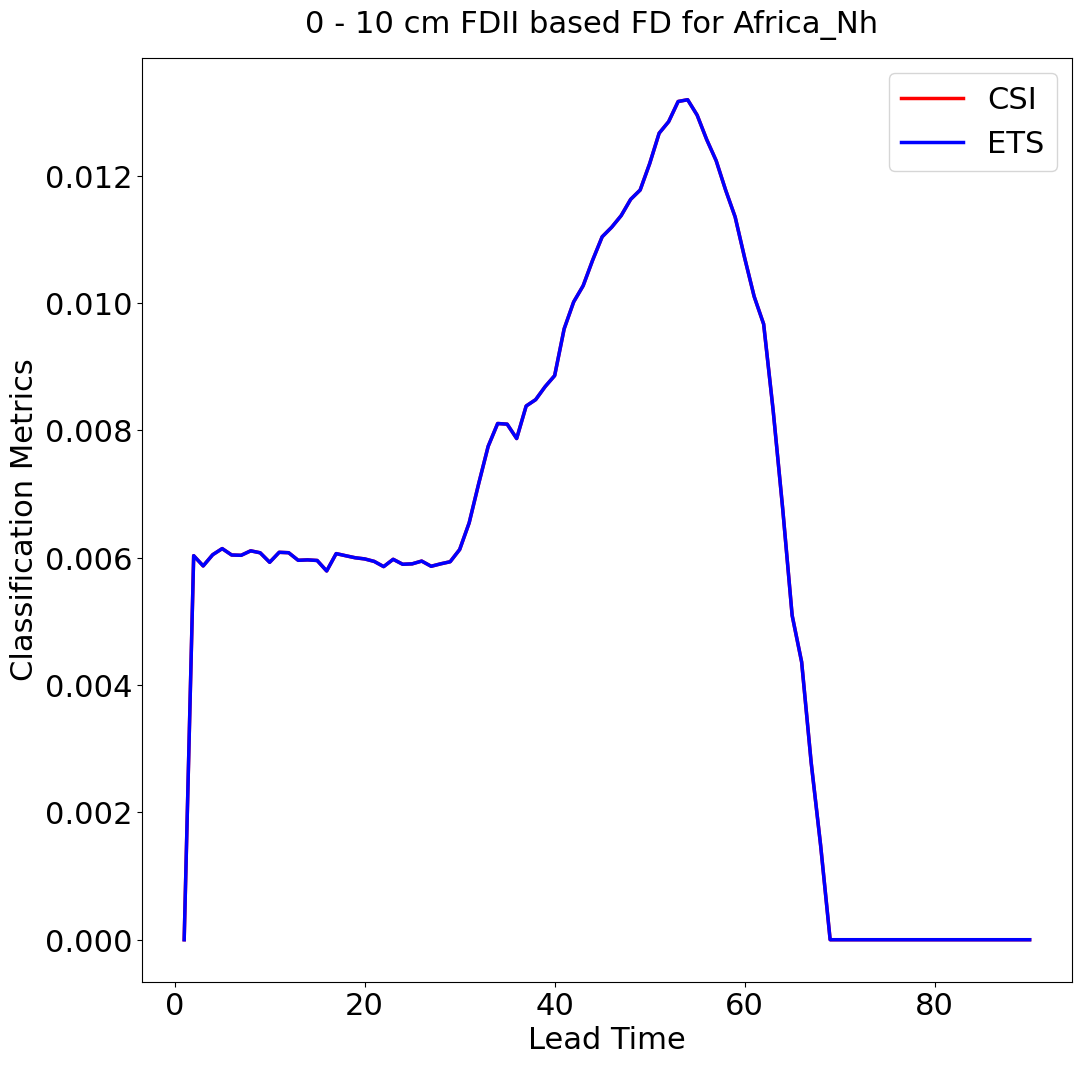 0 - 10 cm FDII based FD for Africa_Nh
CSI
ETS
Classification Metrics
0.012
0.010
0.008
0.006
0.004
0.002
0.000
0 20 40 60 80
Lead Time